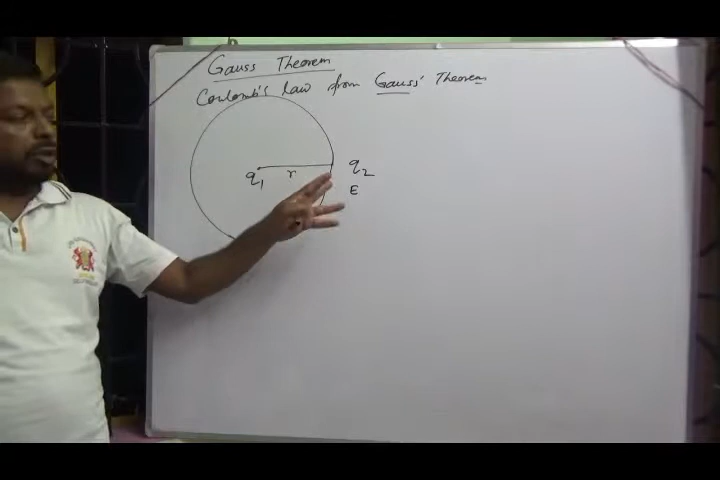 Gauss Theorem
Coulomb's law from Gauss' Theorem
q₁ r q₂
E